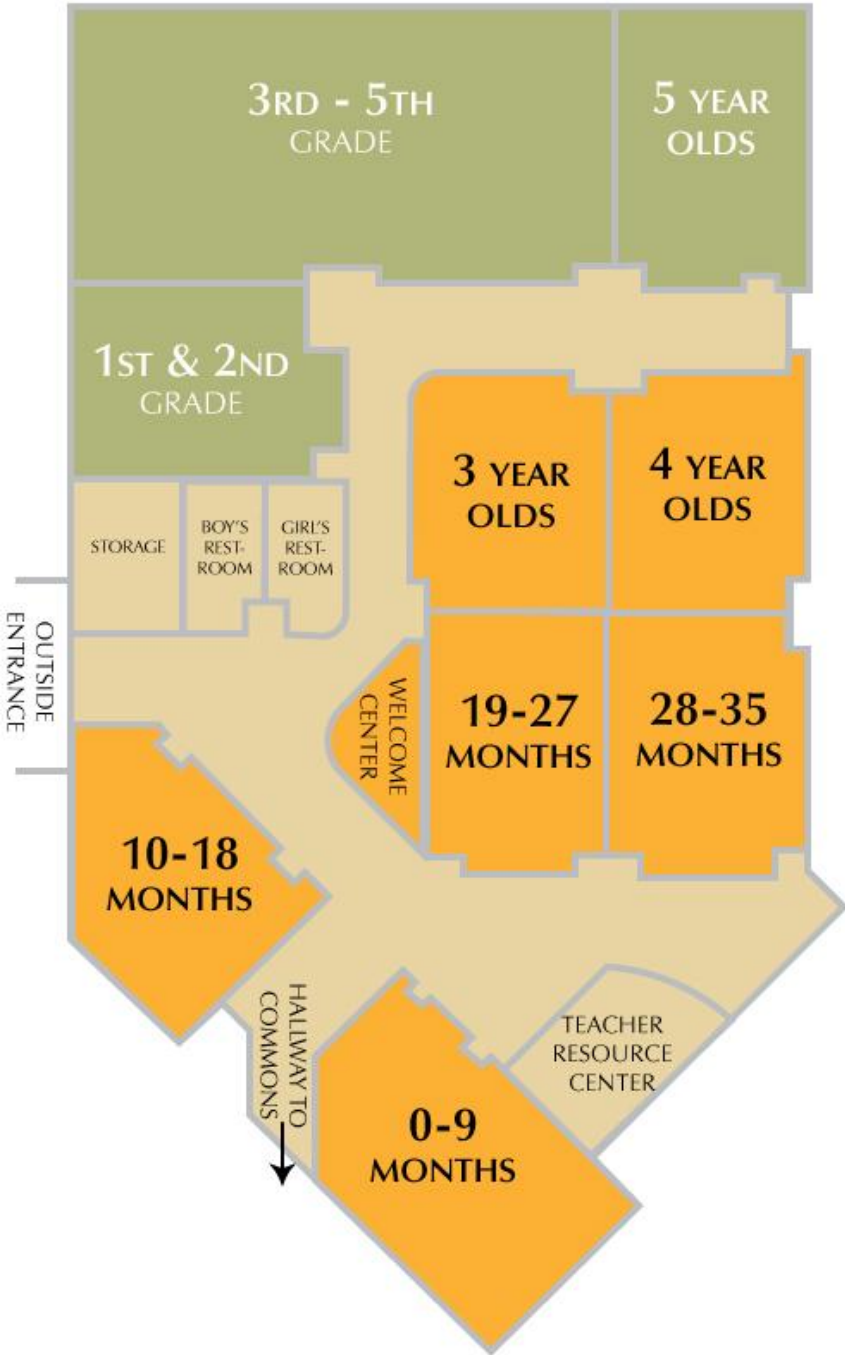 3RD - 5TH
GRADE
5 YEAR
OLDS
1ST & 2ND
GRADE
3 YEAR
OLDS
4 YEAR
OLDS
STORAGE
BOY'S
REST-
ROOM
GIRL'S
REST-
ROOM
OUTSIDE
ENTRANCE
WELCOME
CENTER
19-27
MONTHS
28-35
MONTHS
10-18
MONTHS
HALLWAY TO
COMMONS
TEACHER
RESOURCE
CENTER
0-9
MONTHS